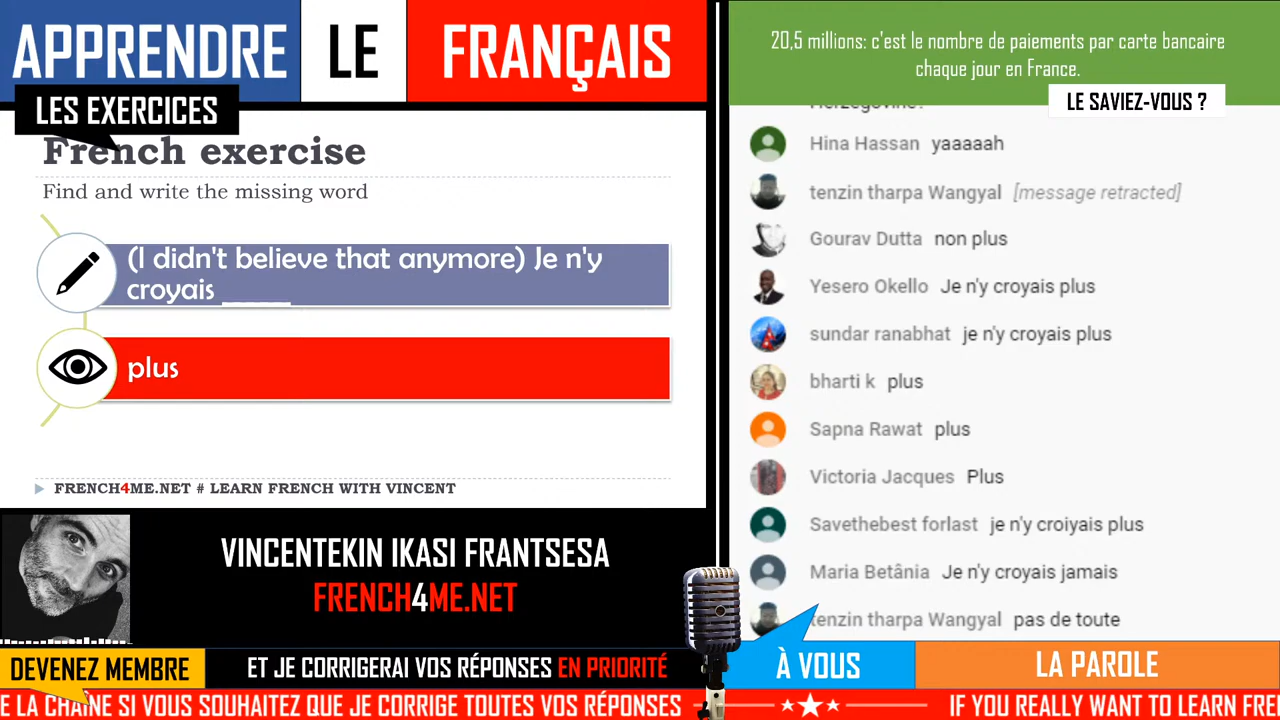 APPRENDRE LE FRANÇAIS
LES EXERCICES
French exercise
Find and write the missing word
(I didn't believe that anymore) Je n'y
croyais _____
plus
FRENCH4ME.NET # LEARN FRENCH WITH VINCENT
VINCENTEKIN IKASI FRANTSESA
FRENCH4ME.NET
DEVENEZ MEMBRE
ET JE CORRIGERAI VOS RÉPONSES EN PRIORITÉ
20,5 millions: c'est le nombre de paiements par carte bancaire
chaque jour en France.
LE SAVIEZ-VOUS ?
Hina Hassan yaaaaah
tenzin tharpa Wangyal [message retracted]
Gourav Dutta non plus
Yesero Okello Je n'y croyais plus
sundar ranabhat je n'y croyais plus
bharti k plus
Sapna Rawat plus
Victoria Jacques Plus
Savethebest forlast je n'y croiyais plus
Maria Betânia Je n'y croyais jamais
tenzin tharpa Wangyal pas de toute
À VOUS
LA PAROLE
E LA CHAÎNE SI VOUS SOUHAITEZ QUE JE CORRIGE TOUTES VOS RÉPONSES
IF YOU REALLY WANT TO LEARN FRE